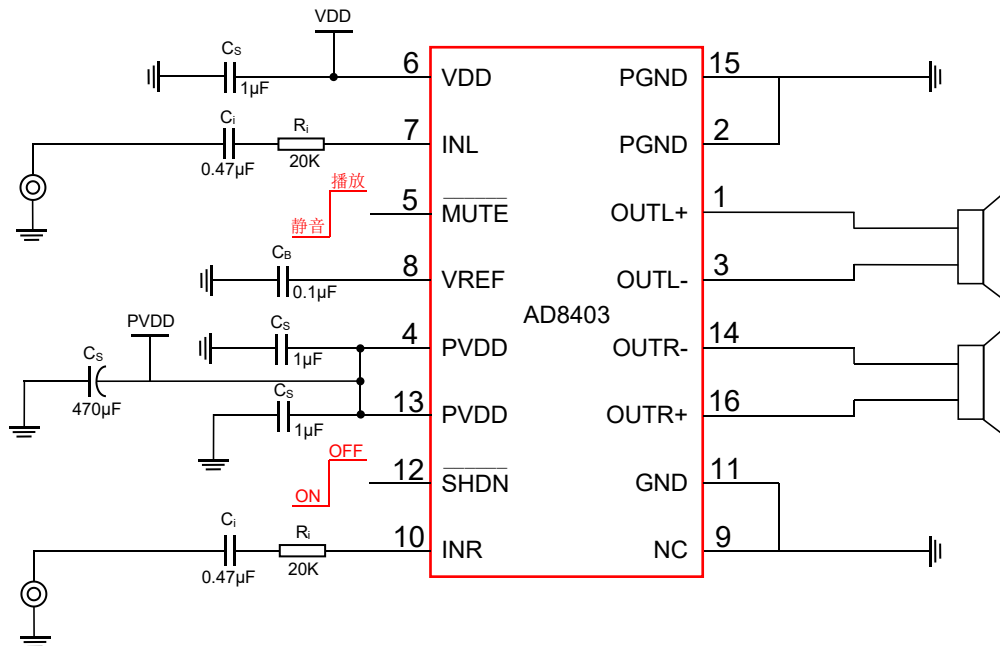 VDD
CS
1µF
6
VDD
PGND
15
Ci
0.47µF
Ri
20K
7
INL
PGND
2
播放
静音
5
MUTE
OUTL+
1
CB
0.1µF
8
VREF
OUTL-
3
AD8403
PVDD
CS
470µF
CS
1µF
4
PVDD
OUTR-
14
CS
1µF
13
PVDD
OUTR+
16
OFF
ON
12
SHDN
GND
11
Ci
0.47µF
Ri
20K
10
INR
NC
9